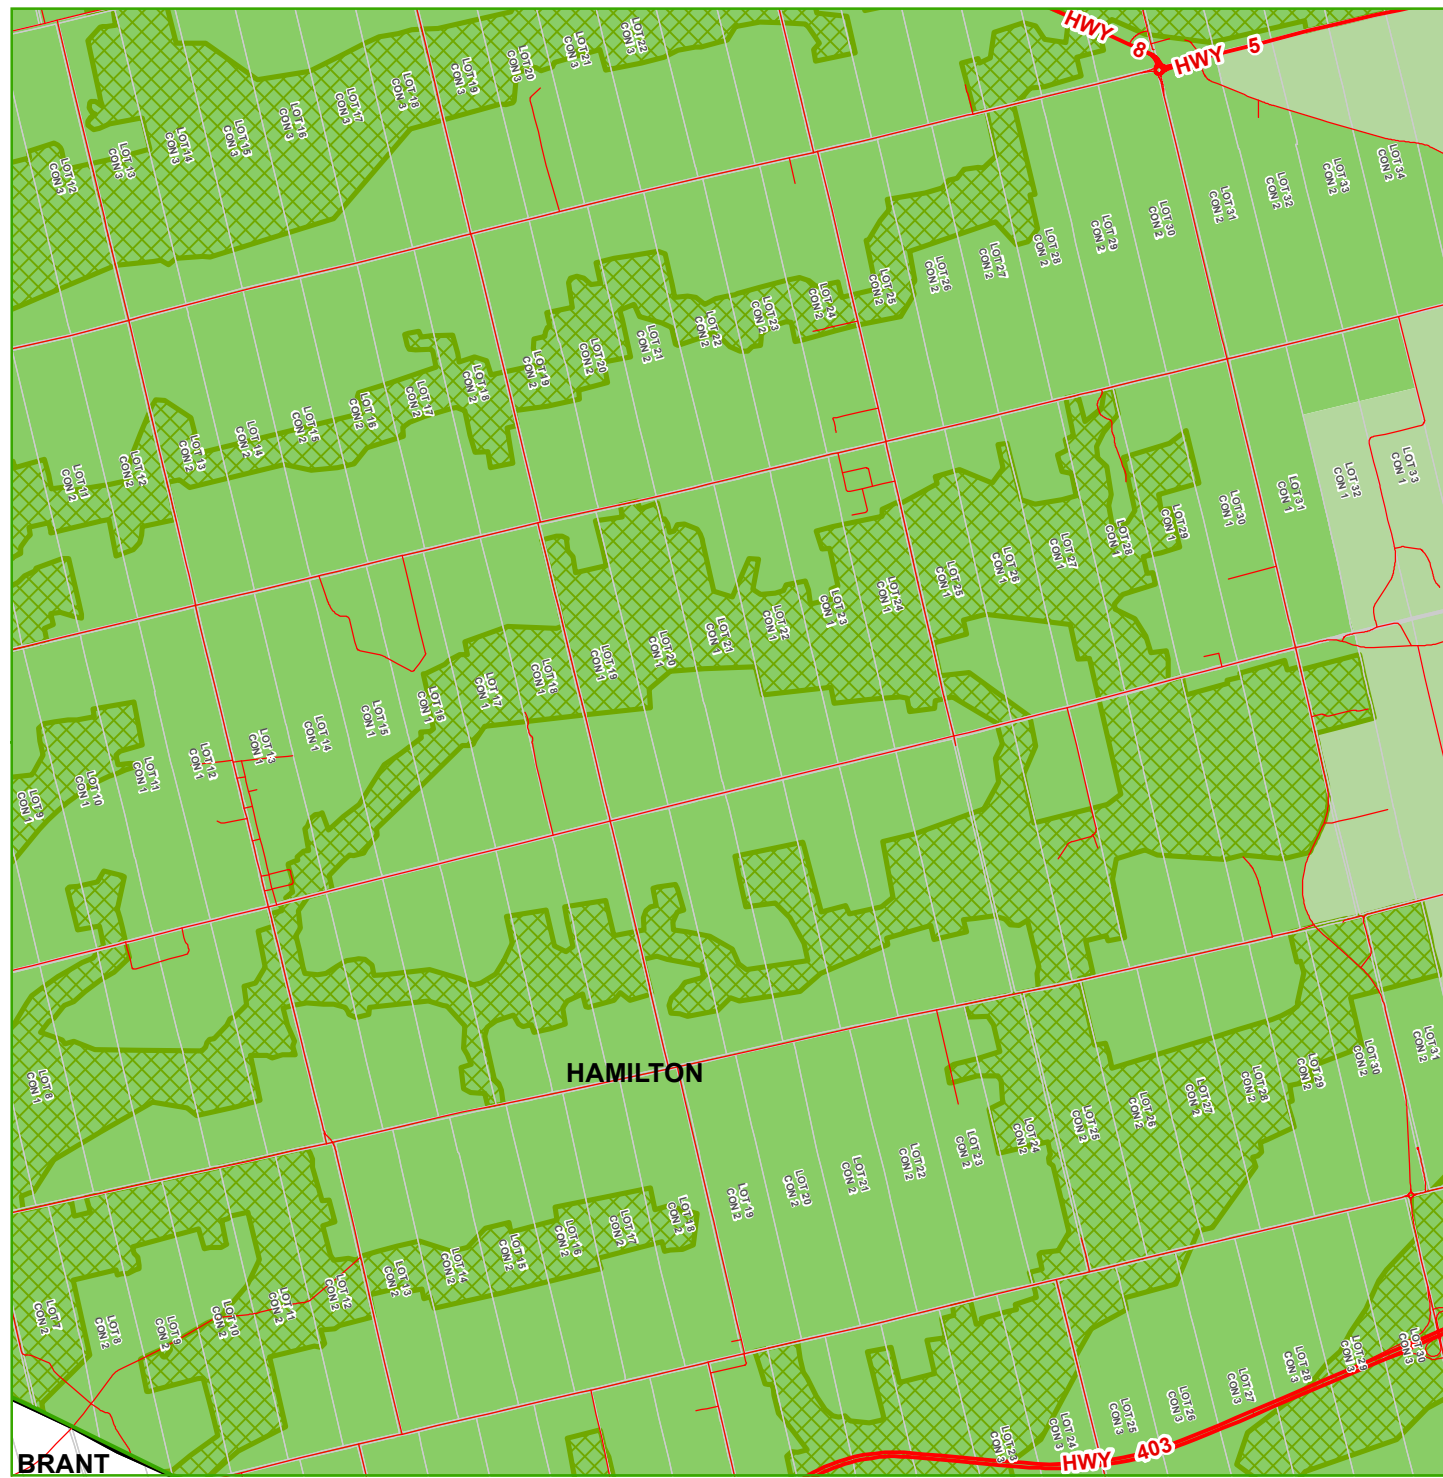 HWY 8
HWY 5
LOT 22
CON 3
LOT 21
CON 3
LOT 20
CON 3
LOT 19
CON 3
LOT 18
CON 3
LOT 17
CON 3
LOT 16
CON 3
LOT 15
CON 3
LOT 14
CON 3
LOT 13
CON 3
LOT 12
CON 3
LOT 34
CON 2
LOT 33
CON 2
LOT 32
CON 2
LOT 31
CON 2
LOT 30
CON 2
LOT 29
CON 2
LOT 28
CON 2
LOT 27
CON 2
LOT 26
CON 2
LOT 25
CON 2
LOT 24
CON 2
LOT 23
CON 2
LOT 22
CON 2
LOT 21
CON 2
LOT 20
CON 2
LOT 19
CON 2
LOT 18
CON 2
LOT 17
CON 2
LOT 16
CON 2
LOT 15
CON 2
LOT 14
CON 2
LOT 13
CON 2
LOT 12
CON 2
LOT 11
CON 2
LOT 33
CON 1
LOT 32
CON 1
LOT 31
CON 1
LOT 30
CON 1
LOT 29
CON 1
LOT 28
CON 1
LOT 27
CON 1
LOT 26
CON 1
LOT 25
CON 1
LOT 24
CON 1
LOT 23
CON 1
LOT 22
CON 1
LOT 21
CON 1
LOT 20
CON 1
LOT 19
CON 1
LOT 18
CON 1
LOT 17
CON 1
LOT 16
CON 1
LOT 15
CON 1
LOT 14
CON 1
LOT 13
CON 1
LOT 12
CON 1
LOT 11
CON 1
LOT 10
CON 1
LOT 9
CON 1
LOT 8
CON 1
HAMILTON
LOT 31
CON 2
LOT 30
CON 2
LOT 29
CON 2
LOT 28
CON 2
LOT 27
CON 2
LOT 26
CON 2
LOT 25
CON 2
LOT 24
CON 2
LOT 23
CON 2
LOT 22
CON 2
LOT 21
CON 2
LOT 20
CON 2
LOT 19
CON 2
LOT 18
CON 2
LOT 17
CON 2
LOT 16
CON 2
LOT 15
CON 2
LOT 14
CON 2
LOT 13
CON 2
LOT 12
CON 2
LOT 11
CON 2
LOT 10
CON 2
LOT 9
CON 2
LOT 8
CON 2
LOT 7
CON 2
LOT 30
CON 3
LOT 29
CON 3
LOT 28
CON 3
LOT 27
CON 3
LOT 26
CON 3
LOT 25
CON 3
LOT 24
CON 3
LOT 23
CON 3
HWY 403
BRANT